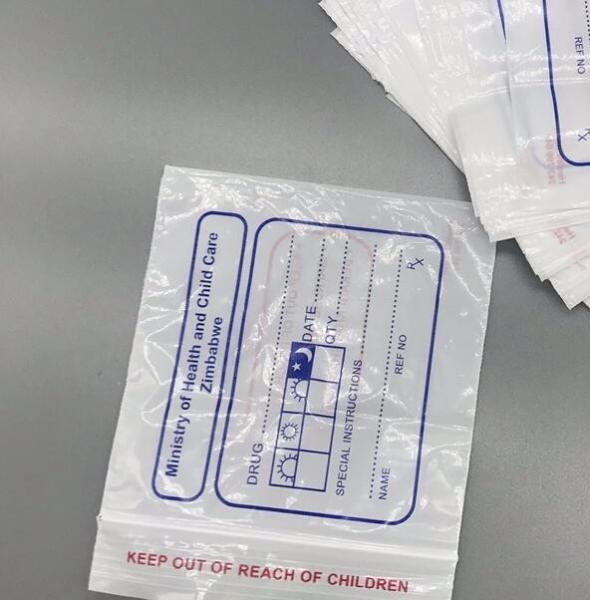 Ministry of Health and Child Care
Zimbabwe
DRUG
DATE
QTY
SPECIAL INSTRUCTIONS
NAME
REF NO
Rx
KEEP OUT OF REACH OF CHILDREN
REF NO
Rx